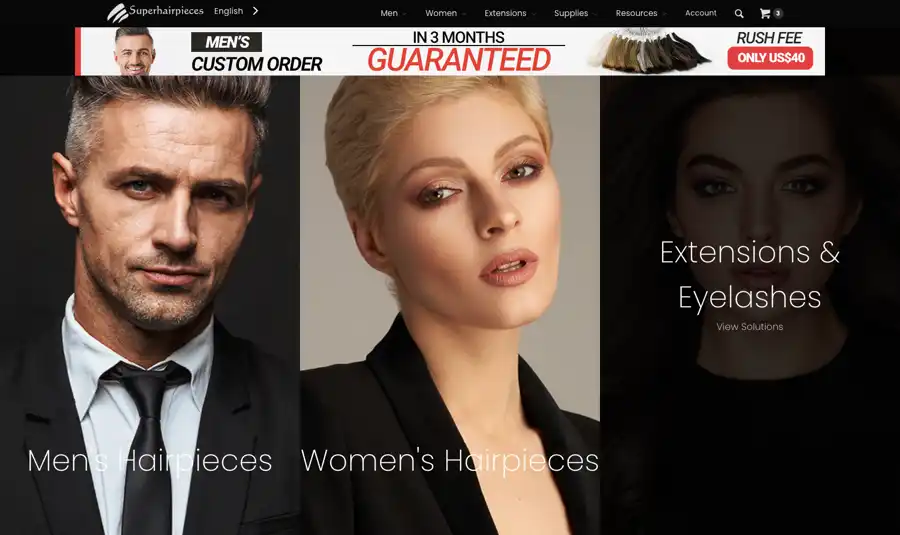 Superhairpieces
English
Men
Women
Extensions
Supplies
Resources
Account
3
MEN'S
CUSTOM ORDER
IN 3 MONTHS
GUARANTEED
RUSH FEE
ONLY US$40
Men's Hairpieces
Women's Hairpieces
Extensions &
Eyelashes
View Solutions